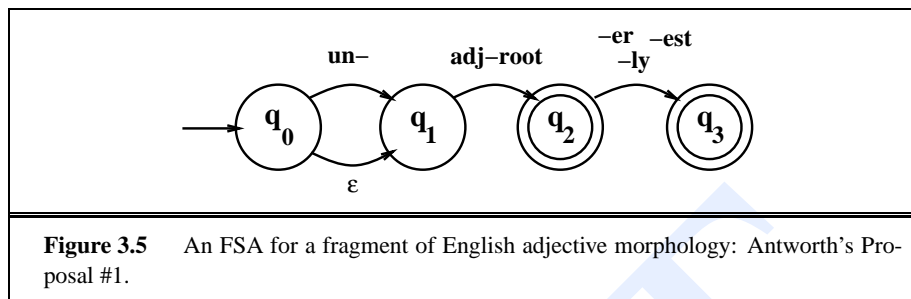 un–
adj–root
–er –est
–ly
q0
q1
q2
q3
ε
Figure 3.5 An FSA for a fragment of English adjective morphology: Antworth's Pro-
posal #1.